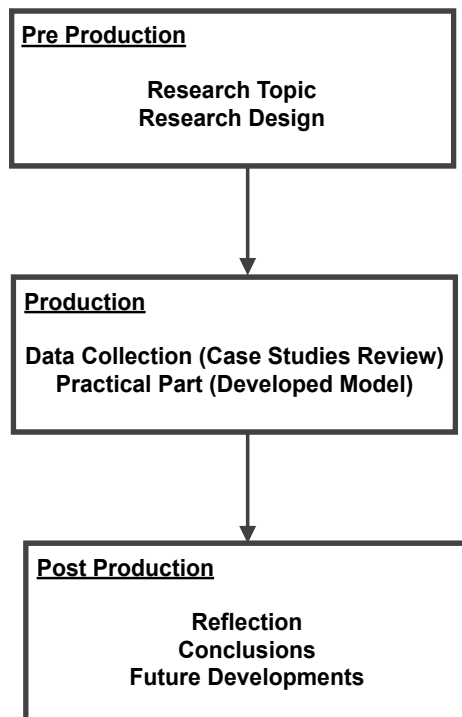 Pre Production
Research Topic
Research Design
Production
Data Collection (Case Studies Review)
Practical Part (Developed Model)
Post Production
Reflection
Conclusions
Future Developments